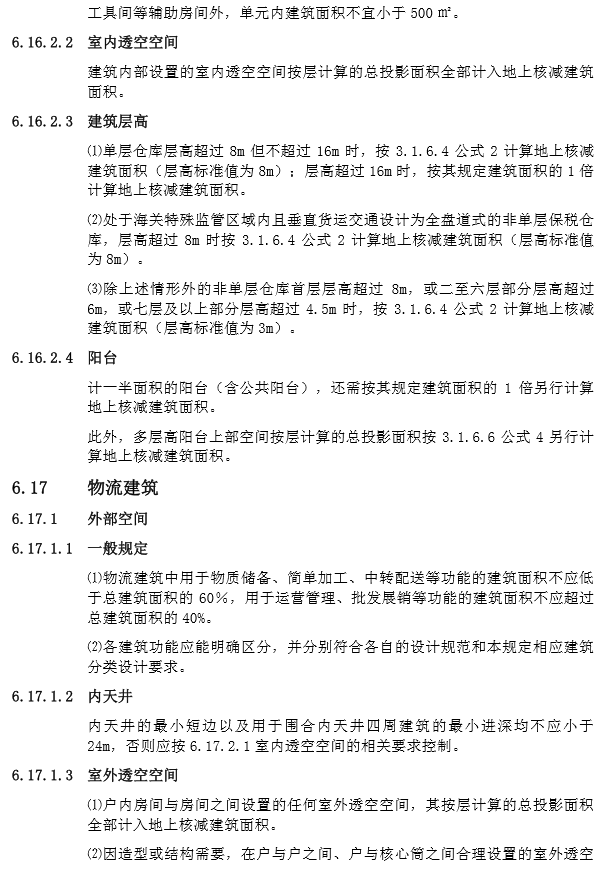 工具间等辅助房间外，单元内建筑面积不宜小于 500 ㎡。
6.16.2.2 室内透空空间
建筑内部设置的室内透空空间按层计算的总投影面积全部计入地上核减建筑
面积。
6.16.2.3 建筑层高
⑴单层仓库层高超过 8m 但不超过 16m 时，按 3.1.6.4 公式 2 计算地上核减
建筑面积（层高标准值为8m）；层高超过16m时，按其规定建筑面积的1倍
计算地上核减建筑面积。
⑵处于海关特殊监管区域内且垂直货运交通设计为全盘道式的非单层保税仓
库，层高超过 8m 时按 3.1.6.4 公式 2 计算地上核减建筑面积（层高标准值
为8m）。
⑶除上述情形外的非单层仓库首层层高超过 8m，或二至六层部分层高超过
6m，或七层及以上部分层高超过 4.5m 时，按 3.1.6.4 公式 2 计算地上核减
建筑面积（层高标准值为3m）。
6.16.2.4 阳台
计一半面积的阳台（含公共阳台），还需按其规定建筑面积的 1 倍另行计算
地上核减建筑面积。
此外，多层高阳台上部空间按层计算的总投影面积按 3.1.6.6 公式 4 另行计
算地上核减建筑面积。
6.17 物流建筑
6.17.1 外部空间
6.17.1.1 一般规定
⑴物流建筑中用于物质储备、简单加工、中转配送等功能的建筑面积不应低
于总建筑面积的 60％，用于运营管理、批发展销等功能的建筑面积不应超过
总建筑面积的 40%。
⑵各建筑功能应能明确区分，并分别符合各自的设计规范和本规定相应建筑
分类设计要求。
6.17.1.2 内天井
内天井的最小短边以及用于围合内天井四周建筑的最小进深均不应小于
24m，否则应按6.17.2.1室内透空空间的相关要求控制。
6.17.1.3 室外透空空间
⑴户内房间与房间之间设置的任何室外透空空间，其按层计算的总投影面积
全部计入地上核减建筑面积。
⑵因造型或结构需要，在户与户之间、户与核心筒之间合理设置的室外透空